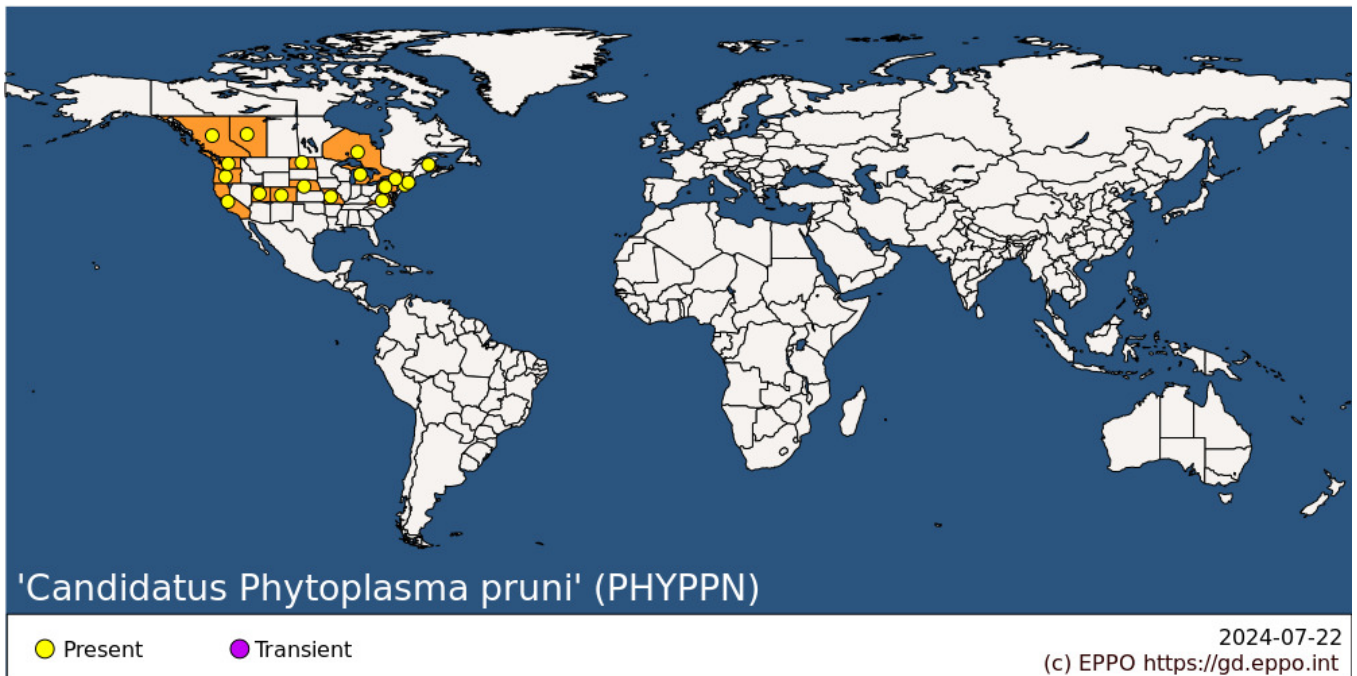 'Candidatus Phytoplasma pruni' (PHYPPN)
Present
Transient
2024-07-22
(c) EPPO https://gd.eppo.int